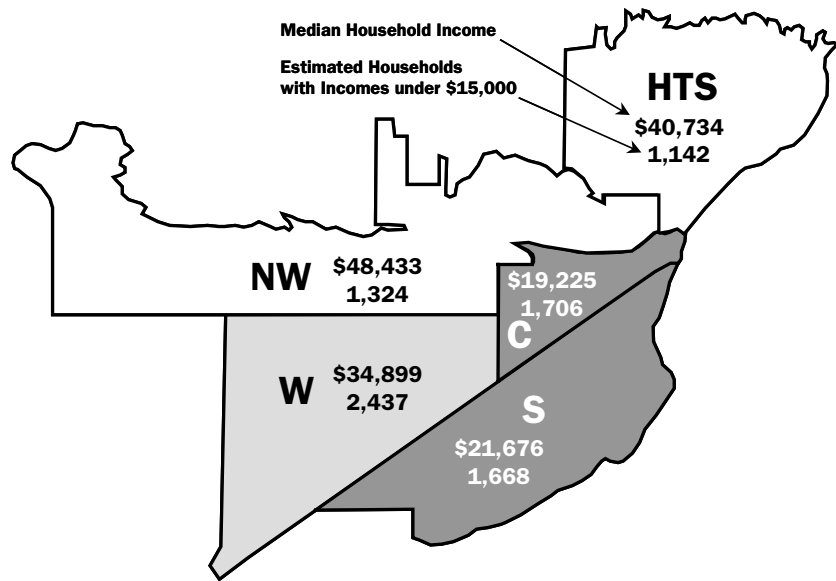 Median Household Income
Estimated Households
with Incomes under $15,000
HTS
$40,734
1,142
NW
$48,433
1,324
$19,225
1,706
C
W
$34,899
2,437
S
$21,676
1,668